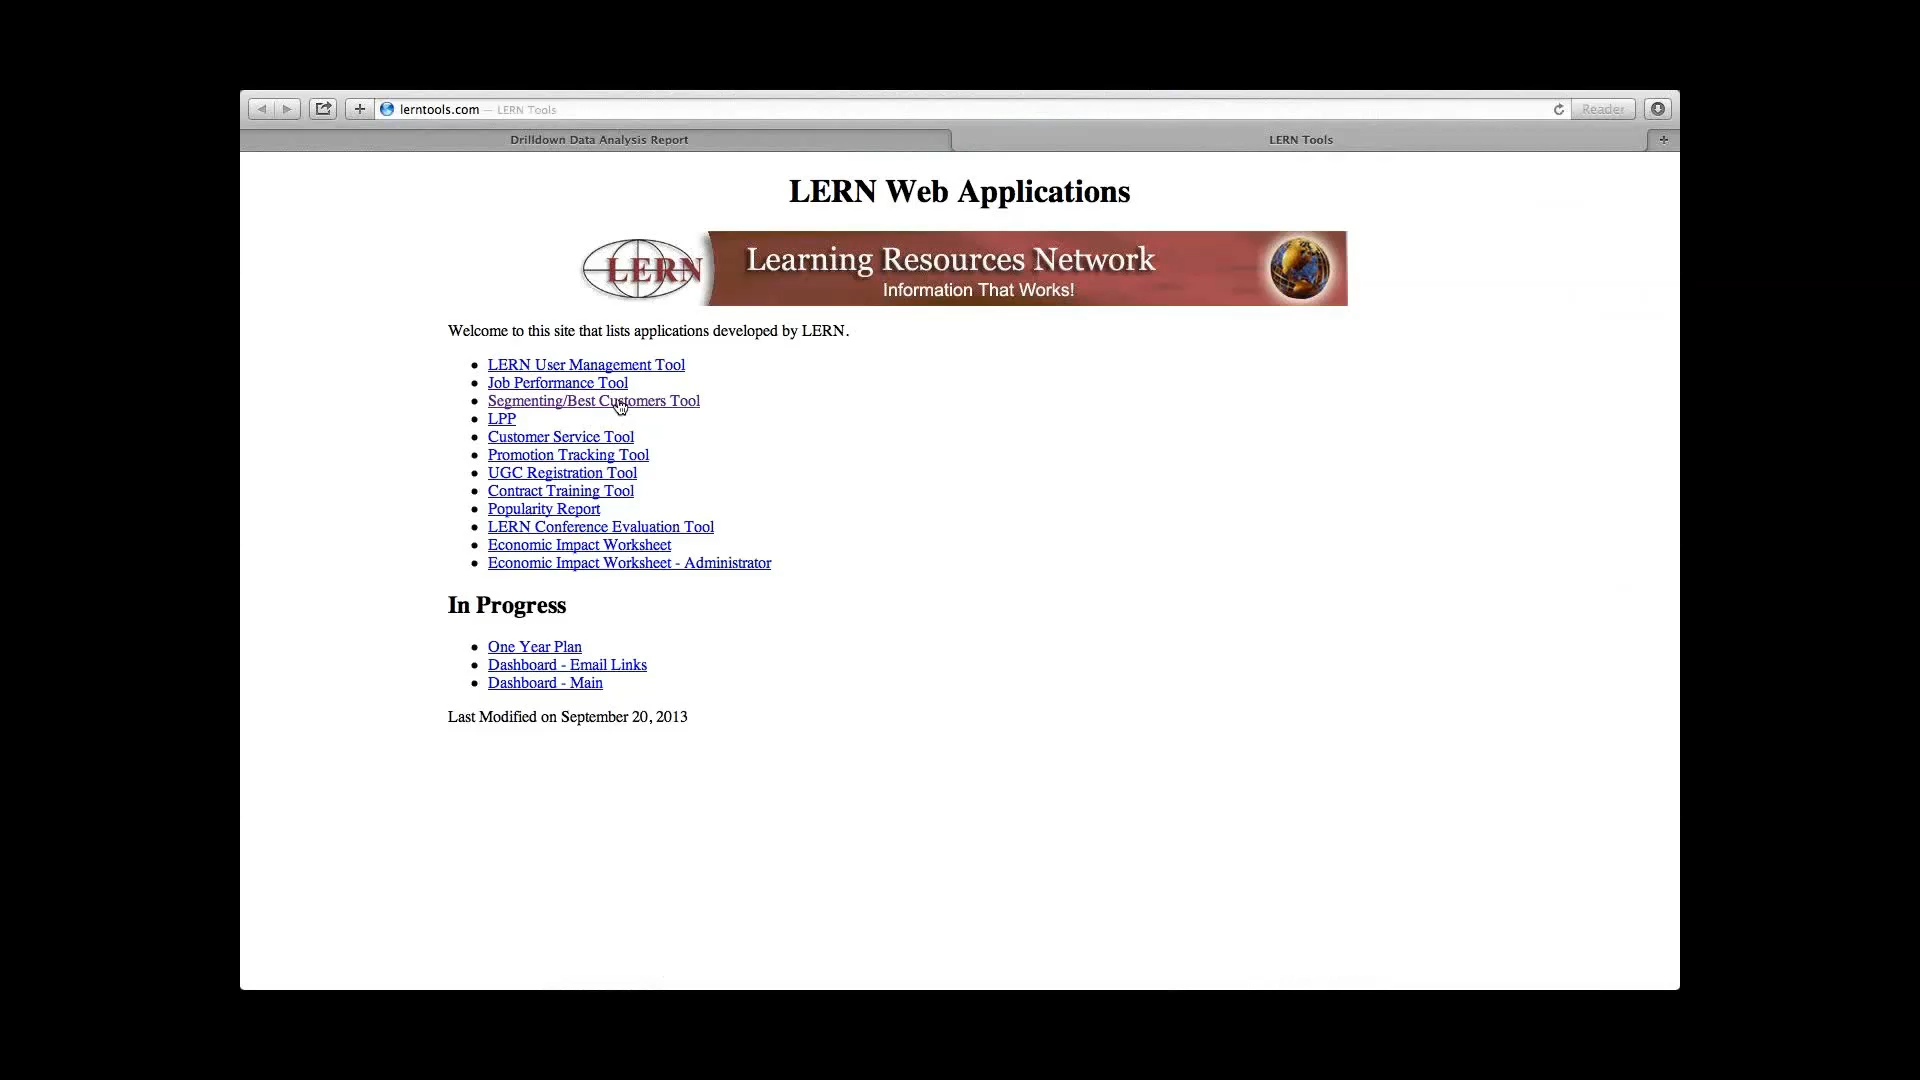 lerntools.com — LERN Tools
Reader
Drilldown Data Analysis Report
LERN Tools
LERN Web Applications
LERN
Learning Resources Network
Information That Works!
Welcome to this site that lists applications developed by LERN.
LERN User Management Tool
Job Performance Tool
Segmenting/Best Customers Tool
LPP
Customer Service Tool
Promotion Tracking Tool
UGC Registration Tool
Contract Training Tool
Popularity Report
LERN Conference Evaluation Tool
Economic Impact Worksheet
Economic Impact Worksheet - Administrator
In Progress
One Year Plan
Dashboard - Email Links
Dashboard - Main
Last Modified on September 20, 2013